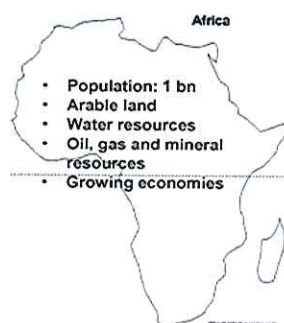 Africa
• Population: 1 bn
• Arable land
• Water resources
• Oil, gas and mineral
resources
• Growing economies